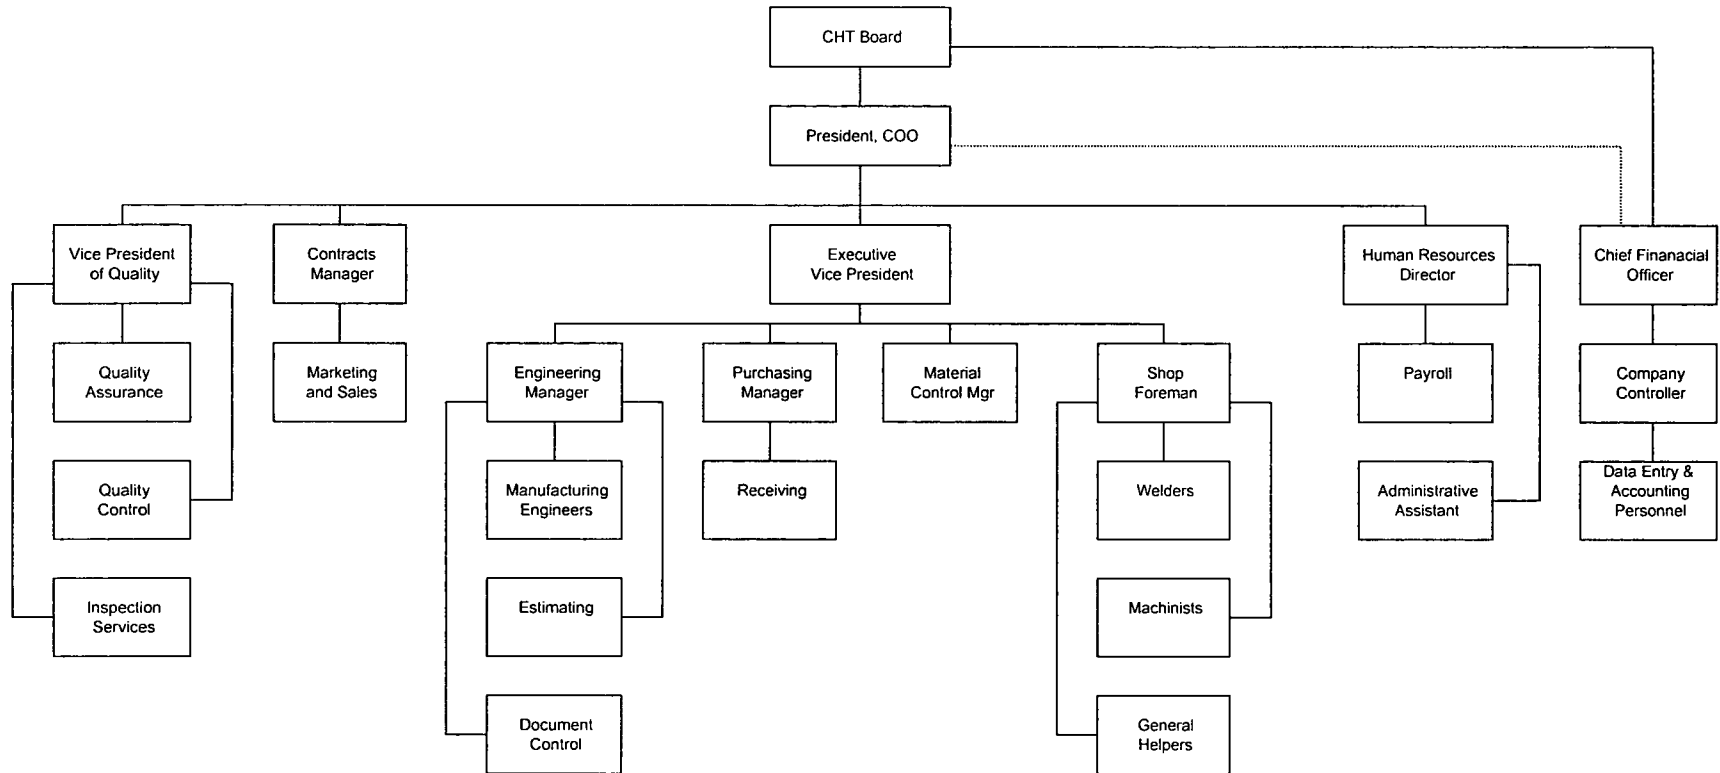 CHT Board
President, COO
Vice President
of Quality
Contracts
Manager
Executive
Vice President
Human Resources
Director
Chief Finanacial
Officer
Quality
Assurance
Marketing
and Sales
Engineering
Manager
Purchasing
Manager
Material
Control Mgr
Shop
Foreman
Payroll
Company
Controller
Quality
Control
Manufacturing
Engineers
Receiving
Welders
Administrative
Assistant
Data Entry &
Accounting
Personnel
Inspection
Services
Estimating
Machinists
Document
Control
General
Helpers